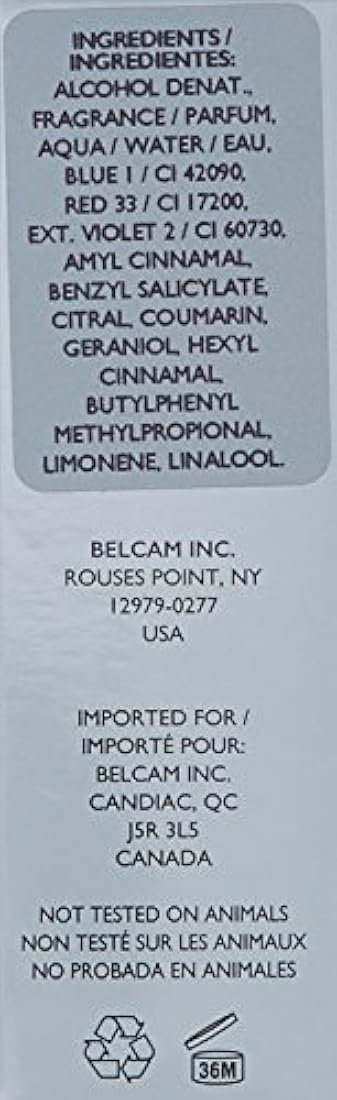 INGREDIENTS /
INGREDIENTES:
ALCOHOL DENAT.,
FRAGRANCE / PARFUM,
AQUA / WATER / EAU,
BLUE 1 / CI 42090,
RED 33 / CI 17200,
EXT. VIOLET 2 / CI 60730,
AMYL CINNAMAL,
BENZYL SALICYLATE,
CITRAL, COUMARIN,
GERANIOL, HEXYL
CINNAMAL,
BUTYLPHENYL
METHYLPROPIONAL,
LIMONENE, LINALOOL.
BELCAM INC.
ROUSES POINT, NY
12979-0277
USA
IMPORTED FOR /
IMPORTÉ POUR:
BELCAM INC.
CANDIAC, QC
J5R 3L5
CANADA
NOT TESTED ON ANIMALS
NON TESTÉ SUR LES ANIMAUX
NO PROBADA EN ANIMALES
36M